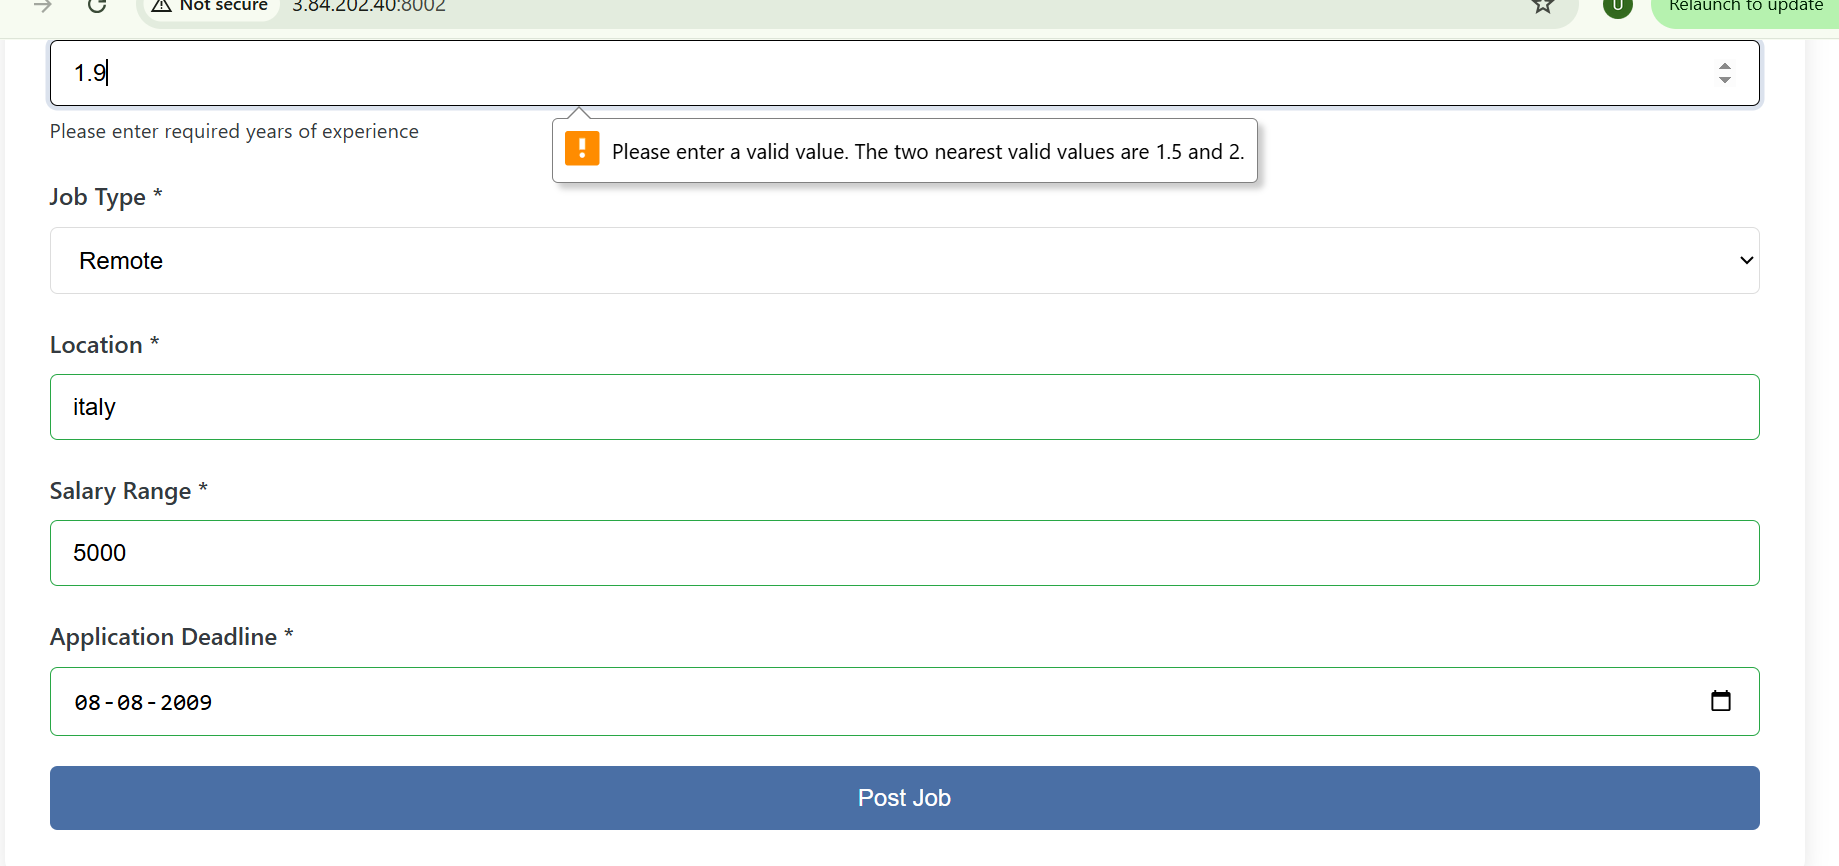 Not secure 3.84.202.40:8002 U Relaunch to update
1.9
Please enter required years of experience
Please enter a valid value. The two nearest valid values are 1.5 and 2.
Job Type *
Remote
Location *
italy
Salary Range *
5000
Application Deadline *
08-08-2009
Post Job